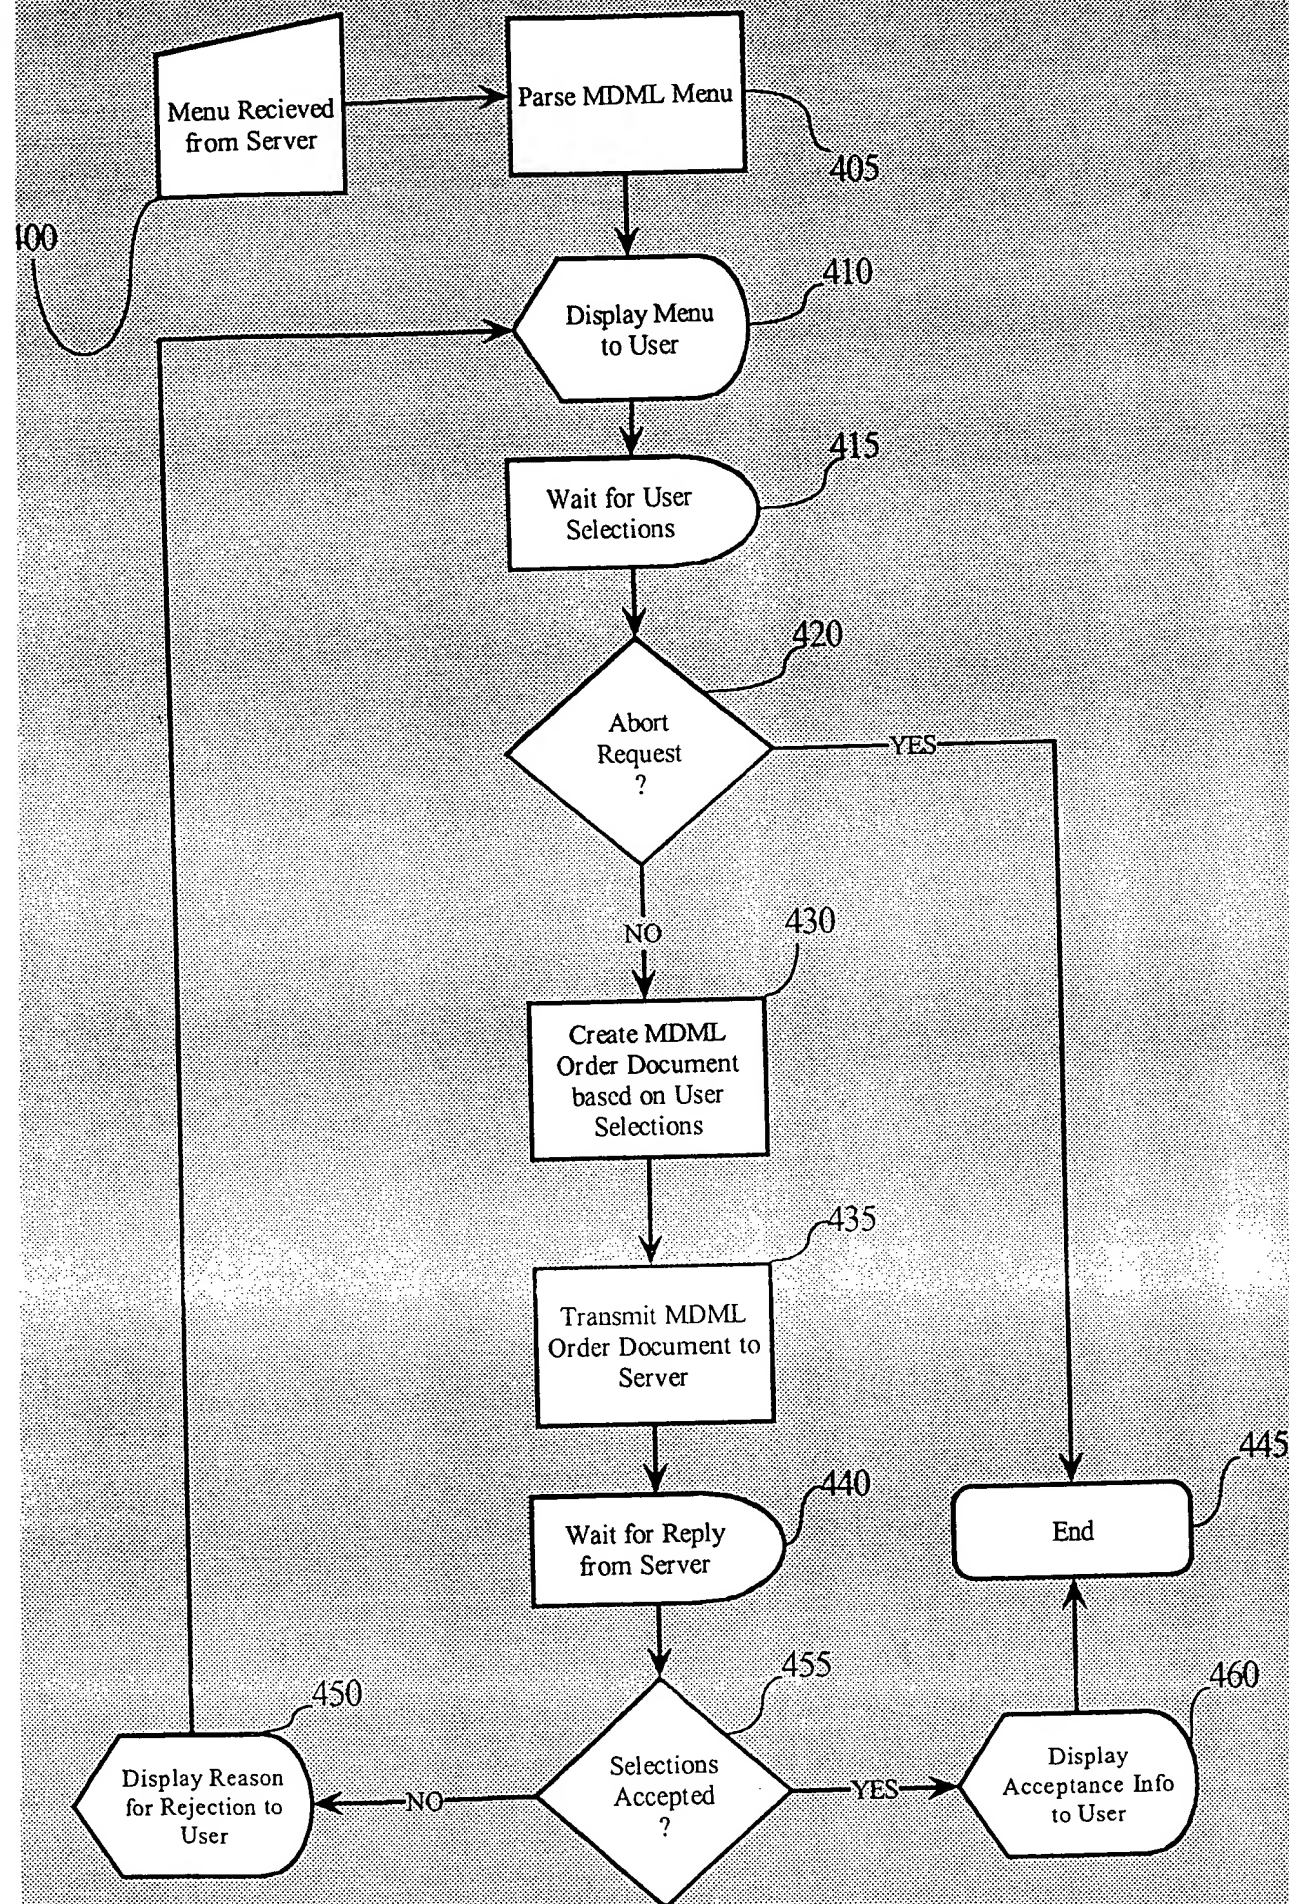 Menu Recieved
from Server
Parse MDML Menu
405
400
Display Menu
to User
410
Wait for User
Selections
415
Abort
Request
?
420
YES
NO
430
Create MDML
Order Document
based on User
Selections
435
Transmit MDML
Order Document to
Server
440
Wait for Reply
from Server
445
End
455
Selections
Accepted
?
NO
YES
450
Display Reason
for Rejection to
User
460
Display
Acceptance Info
to User